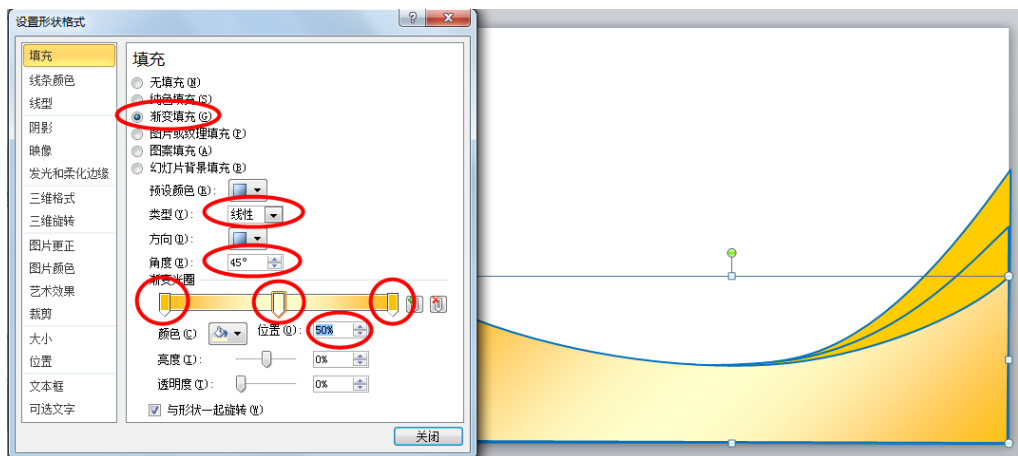 设置形状格式
填充
线条颜色
线型
阴影
映像
发光和柔化边缘
三维格式
三维旋转
图片更正
图片颜色
艺术效果
裁剪
大小
位置
文本框
可选文字
填充
无填充(N)
纯色填充(S)
渐变填充(G)
图片或纹理填充(P)
图案填充(A)
幻灯片背景填充(B)
预设颜色(R):
类型(Y): 线性
方向(D):
角度(E): 45°
渐变光圈
颜色(C) 位置(O): 50%
亮度(I): 0%
透明度(T): 0%
与形状一起旋转(W)
关闭